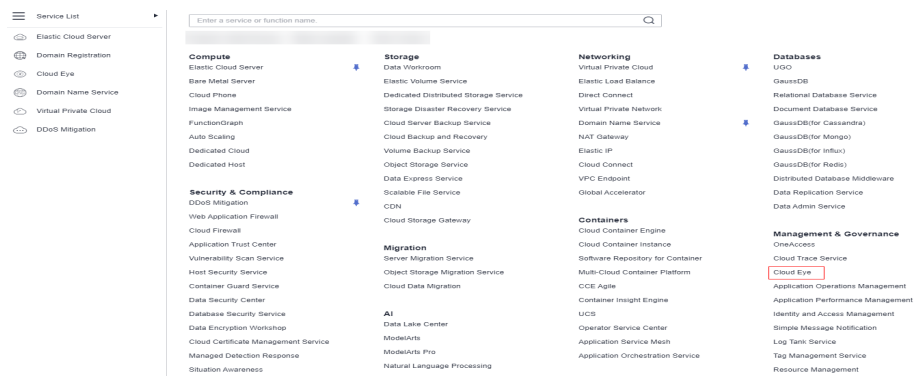 Service List
Elastic Cloud Server
Domain Registration
Cloud Eye
Domain Name Service
Virtual Private Cloud
DDoS Mitigation
Enter a service or function name.
Compute
Elastic Cloud Server
Bare Metal Server
Cloud Phone
Image Management Service
FunctionGraph
Auto Scaling
Dedicated Cloud
Dedicated Host
Security & Compliance
DDoS Mitigation
Web Application Firewall
Cloud Firewall
Application Trust Center
Vulnerability Scan Service
Host Security Service
Container Guard Service
Data Security Center
Database Security Service
Data Encryption Workshop
Cloud Certificate Management Service
Managed Detection Response
Situation Awareness
Storage
Data Workroom
Elastic Volume Service
Dedicated Distributed Storage Service
Storage Disaster Recovery Service
Cloud Server Backup Service
Cloud Backup and Recovery
Volume Backup Service
Object Storage Service
Data Express Service
Scalable File Service
CDN
Cloud Storage Gateway
Migration
Server Migration Service
Object Storage Migration Service
Cloud Data Migration
AI
Data Lake Center
ModelArts
ModelArts Pro
Natural Language Processing
Networking
Virtual Private Cloud
Elastic Load Balance
Direct Connect
Virtual Private Network
Domain Name Service
NAT Gateway
Elastic IP
Cloud Connect
VPC Endpoint
Global Accelerator
Containers
Cloud Container Engine
Cloud Container Instance
Software Repository for Container
Multi-Cloud Container Platform
CCE Agile
Container Insight Engine
UCS
Operator Service Center
Application Service Mesh
Application Orchestration Service
Databases
UGO
GaussDB
Relational Database Service
Document Database Service
GaussDB(for Cassandra)
GaussDB(for Mongo)
GaussDB(for Influx)
GaussDB(for Redis)
Distributed Database Middleware
Data Replication Service
Data Admin Service
Management & Governance
OneAccess
Cloud Trace Service
Cloud Eye
Application Operations Management
Application Performance Management
Identity and Access Management
Simple Message Notification
Log Tank Service
Tag Management Service
Resource Management